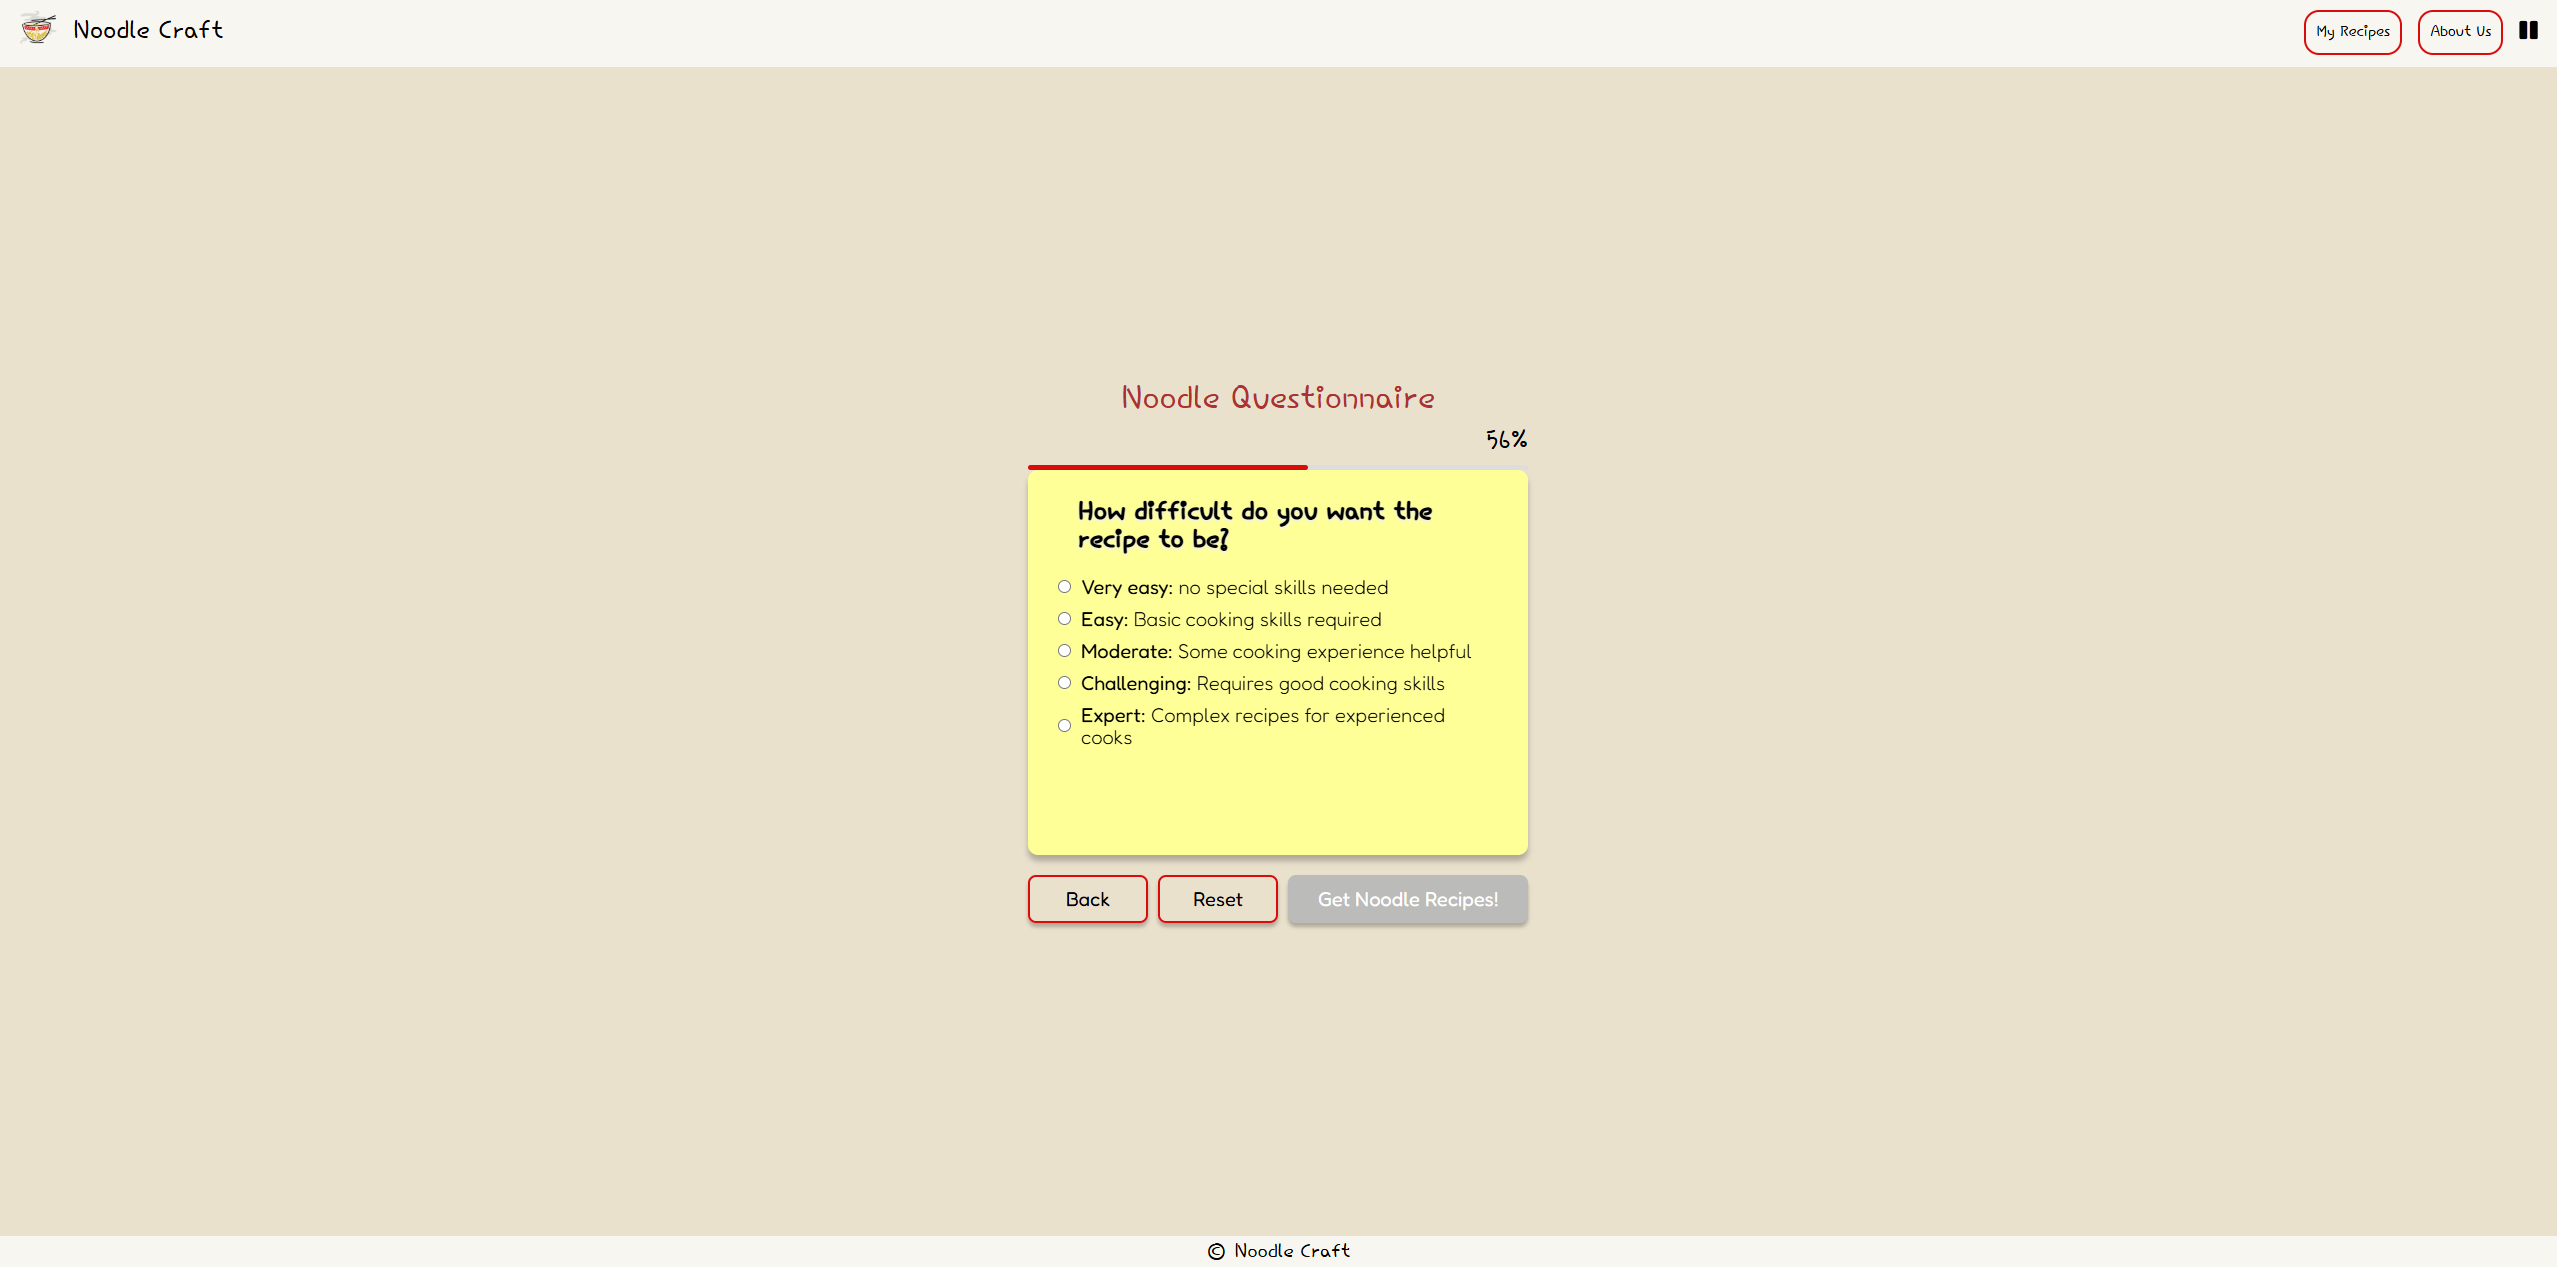 Noodle Craft
My Recipes
About Us
Noodle Questionnaire
56%
How difficult do you want the
recipe to be?
Very easy: no special skills needed
Easy: Basic cooking skills required
Moderate: Some cooking experience helpful
Challenging: Requires good cooking skills
Expert: Complex recipes for experienced
cooks
Back
Reset
Get Noodle Recipes!
© Noodle Craft